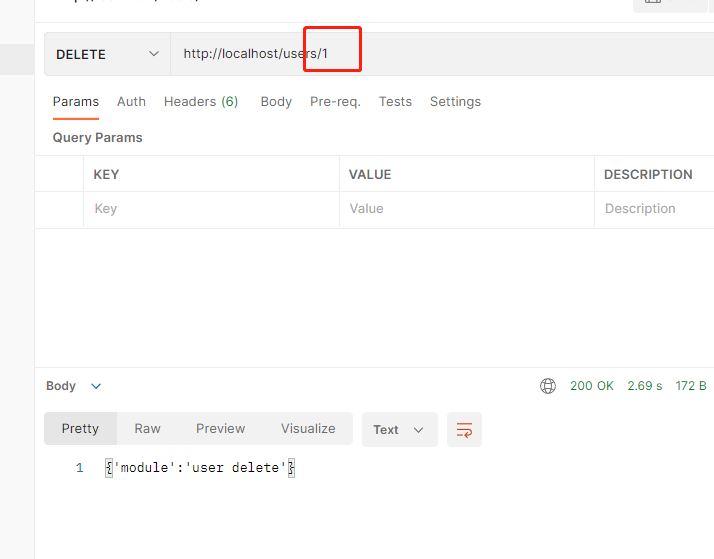 DELETE http://localhost/users/1
Params Auth Headers (6) Body Pre-req. Tests Settings
Query Params
KEY VALUE DESCRIPTION
Key Value Description
Body 200 OK 2.69 s 172 B
Pretty Raw Preview Visualize Text
1 {'module':'user delete'}